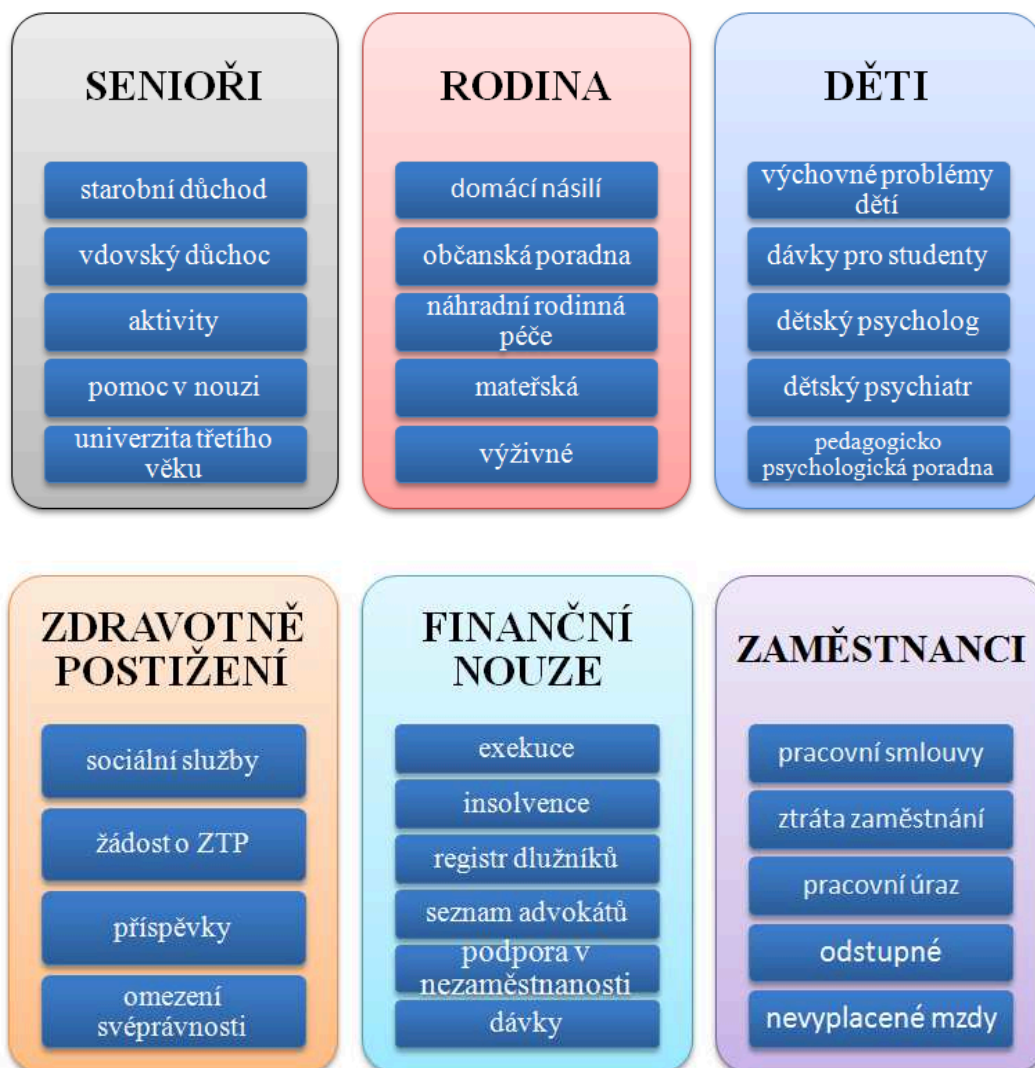 SENIOŘI
starobní důchod
vdovský důchoc
aktivity
pomoc v nouzi
univerzita třetího
věku
RODINA
domácí násilí
občanská poradna
náhradní rodinná
péče
mateřská
výživné
DĚTI
výchovné problémy
dětí
dávky pro studenty
dětský psycholog
dětský psychiatr
pedagogicko
psychologická poradna
ZDRAVOTNĚ
POSTIŽENÍ
sociální služby
žádost o ZTP
příspěvky
omezení
svéprávnosti
FINANČNÍ
NOUZE
exekuce
insolvence
registr dlužníků
seznam advokátů
podpora v
nezaměstnanosti
dávky
ZAMĚSTNANCI
pracovní smlouvy
ztráta zaměstnání
pracovní úraz
odstupné
nevyplacené mzdy